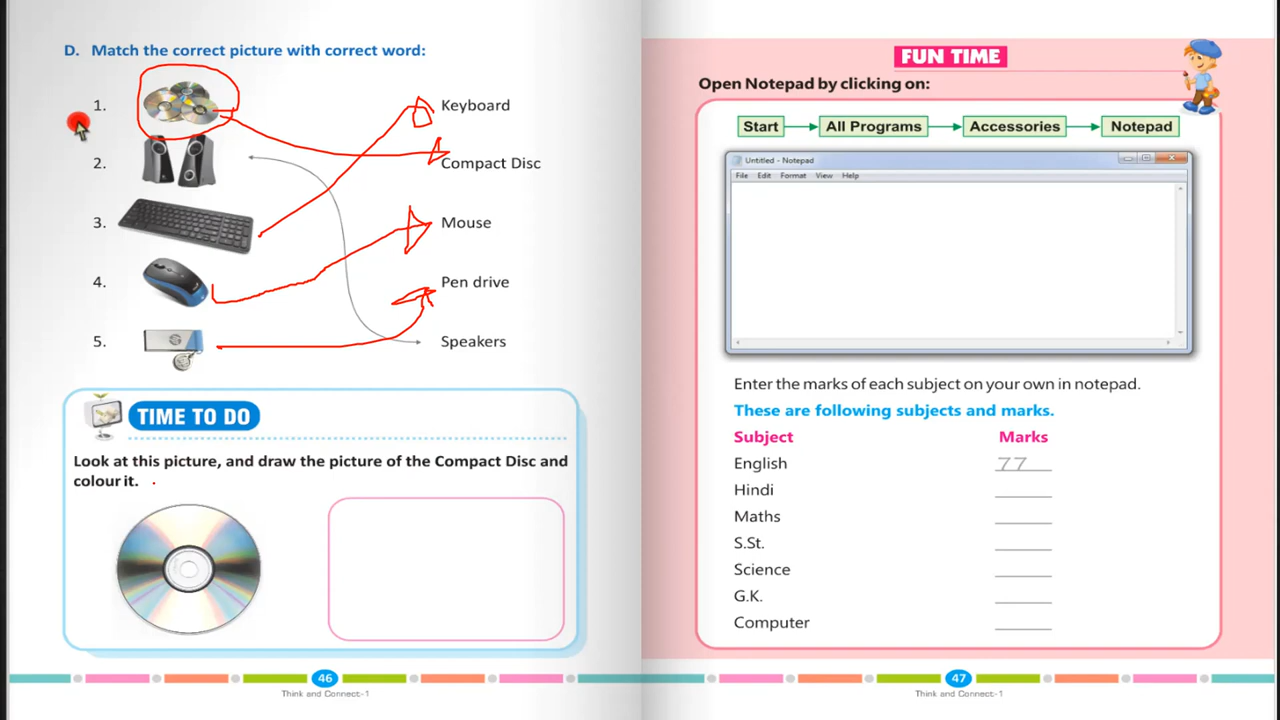 D. Match the correct picture with correct word:
1. Keyboard
2. Compact Disc
3. Mouse
4. Pen drive
5. Speakers
TIME TO DO
Look at this picture, and draw the picture of the Compact Disc and
colour it.
46
Think and Connect-1
FUN TIME
Open Notepad by clicking on:
Start All Programs Accessories Notepad
Untitled - Notepad
File Edit Format View Help
Enter the marks of each subject on your own in notepad.
These are following subjects and marks.
Subject Marks
English 77
Hindi
Maths
S.St.
Science
G.K.
Computer
47
Think and Connect-1